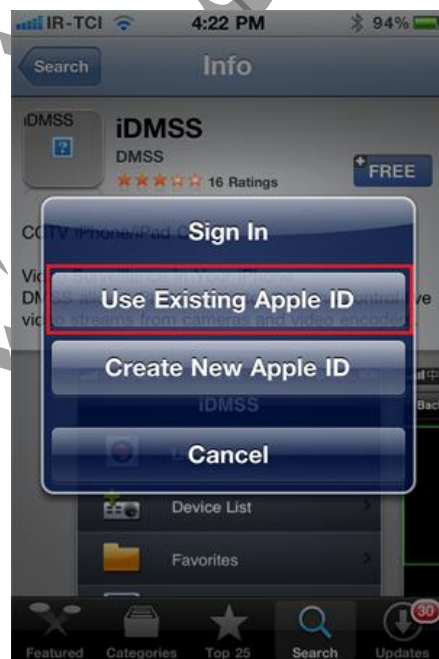 IR-TCI 4:22 PM 94%
Search Info
iDMSS
iDMSS
DMSS
16 Ratings
FREE
Sign In
Use Existing Apple ID
Create New Apple ID
iDMSS
Back
Cancel
Device List
Favorites
30
Featured Categories Top 25 Search Updates